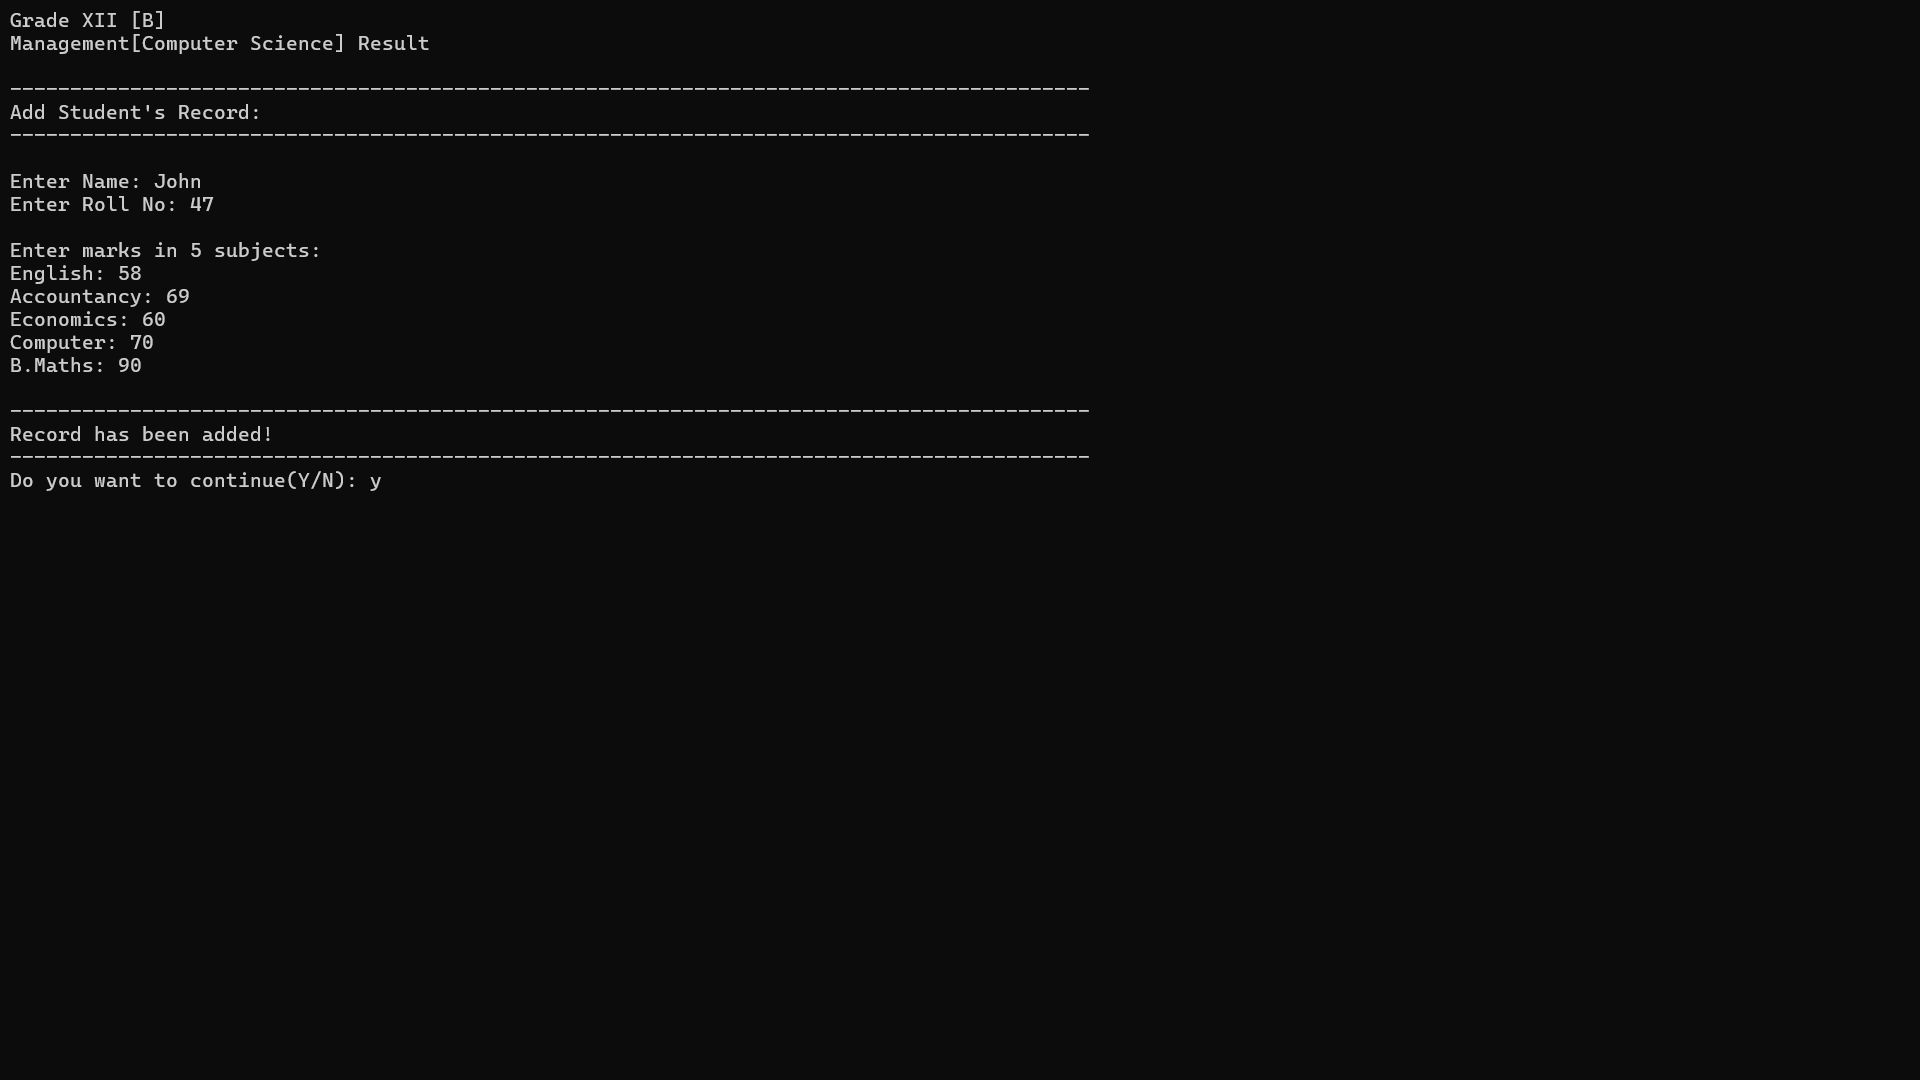 Grade XII [B]
Management[Computer Science] Result
------------------------------------------------------------------------------------------
Add Student's Record:
------------------------------------------------------------------------------------------
Enter Name: John
Enter Roll No: 47
Enter marks in 5 subjects:
English: 58
Accountancy: 69
Economics: 60
Computer: 70
B.Maths: 90
------------------------------------------------------------------------------------------
Record has been added!
------------------------------------------------------------------------------------------
Do you want to continue(Y/N): y